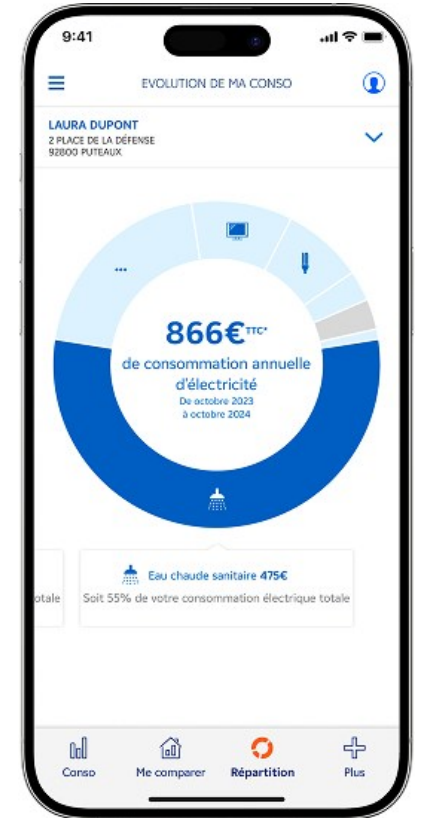 9:41
EVOLUTION DE MA CONSO
LAURA DUPONT
2 PLACE DE LA DÉFENSE
92800 PUTEAUX
...
866€TTC*
de consommation annuelle
d'électricité
De octobre 2023
à octobre 2024
Eau chaude sanitaire 475€
otale
Soit 55% de votre consommation électrique totale
Conso
Me comparer
Répartition
Plus